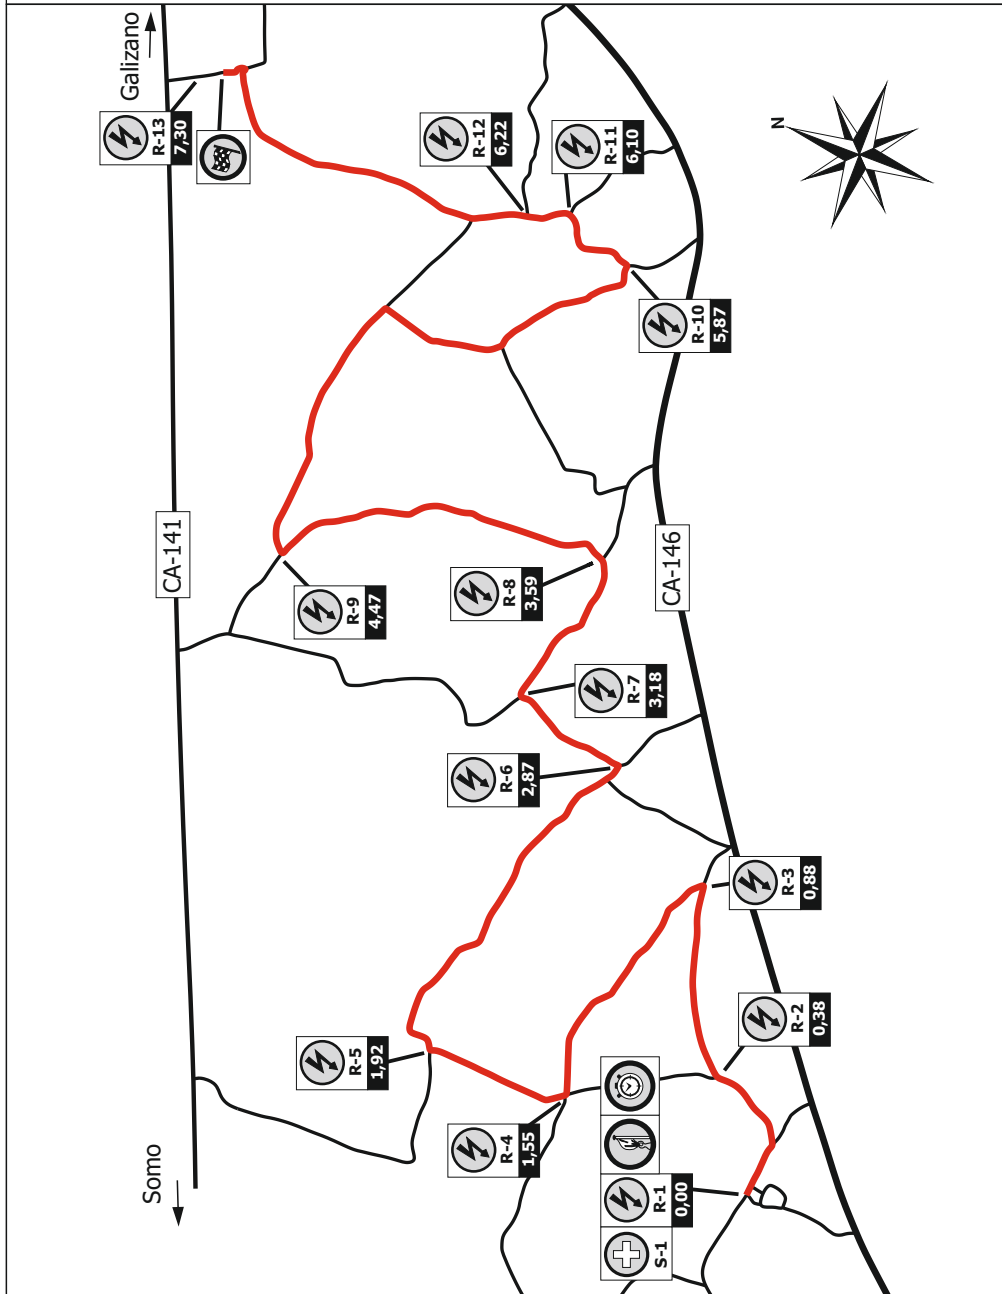 Galizano
R-13
7,30
R-12
6,22
R-11
6,10
N
R-10
5,87
CA-141
CA-146
R-9
4,47
R-8
3,59
R-7
3,18
R-6
2,87
R-3
0,88
R-2
0,38
R-5
1,92
R-4
1,55
R-1
0,00
S-1
Somo